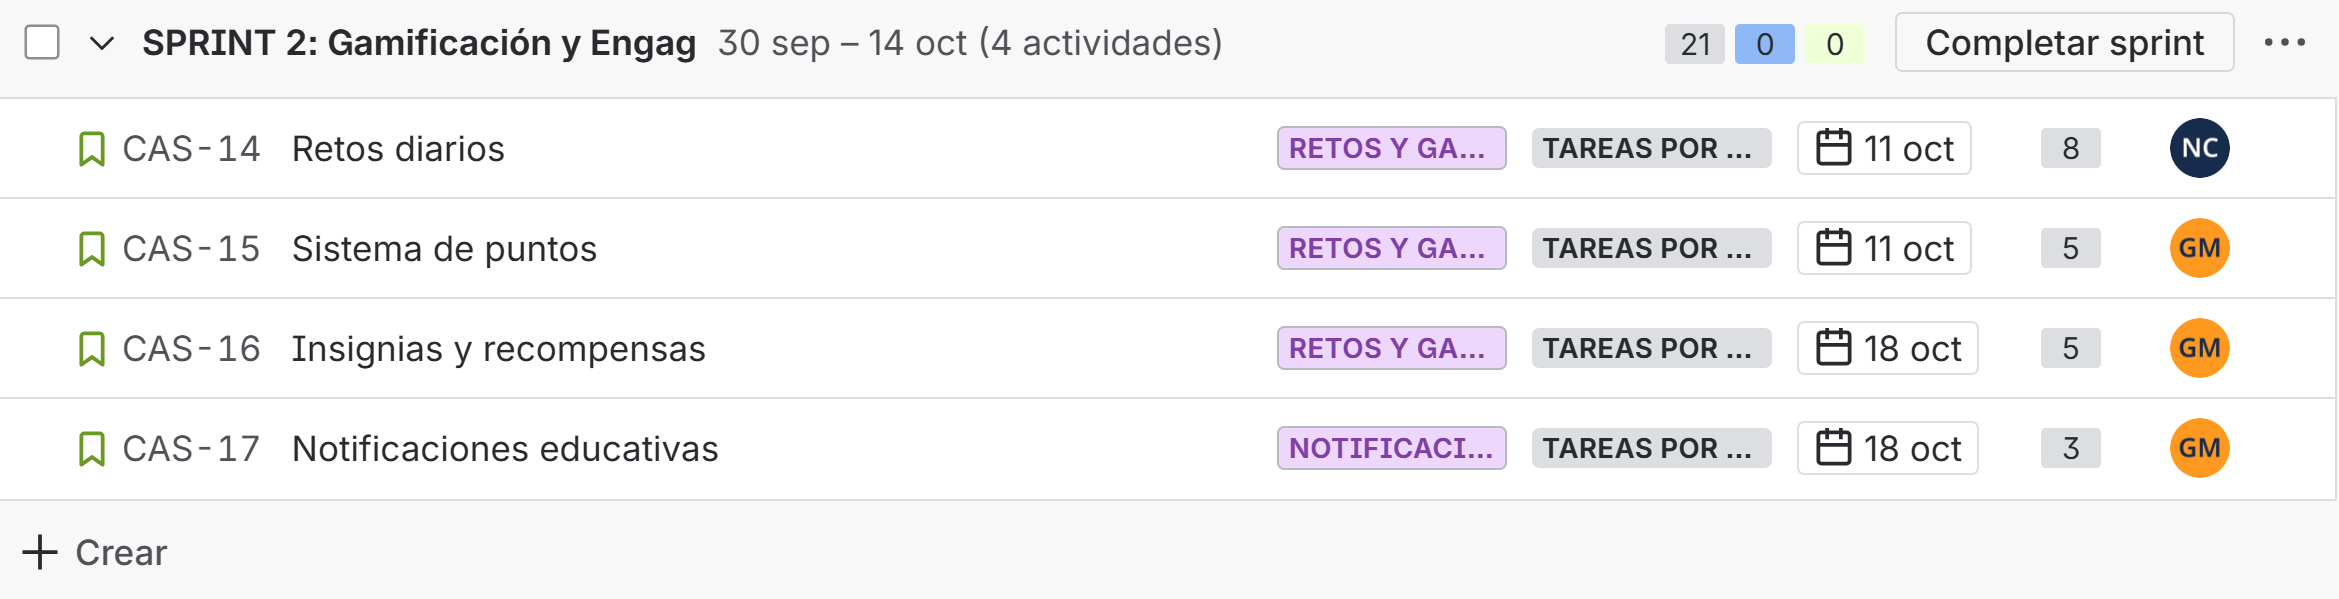 SPRINT 2: Gamificación y Engag 30 sep – 14 oct (4 actividades) 21 0 0 Completar sprint
CAS-14 Retos diarios RETOS Y GA... TAREAS POR ... 11 oct 8 NC
CAS-15 Sistema de puntos RETOS Y GA... TAREAS POR ... 11 oct 5 GM
CAS-16 Insignias y recompensas RETOS Y GA... TAREAS POR ... 18 oct 5 GM
CAS-17 Notificaciones educativas NOTIFICACI... TAREAS POR ... 18 oct 3 GM
Crear